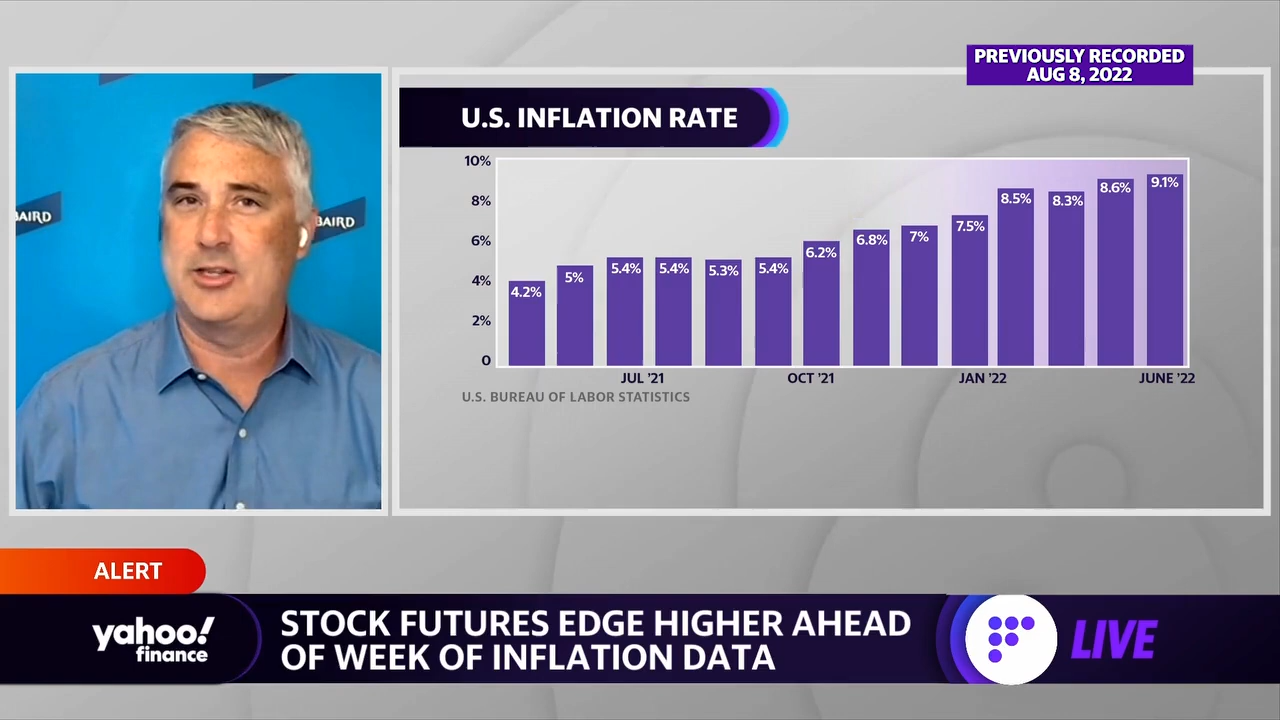 PREVIOUSLY RECORDED
AUG 8, 2022
BAIRD
BAIRD
U.S. INFLATION RATE
10%
8%
6%
4%
2%
0
4.2%
5%
5.4%
5.4%
5.3%
5.4%
6.2%
6.8%
7%
7.5%
8.5%
8.3%
8.6%
9.1%
JUL '21
OCT '21
JAN '22
JUNE '22
U.S. BUREAU OF LABOR STATISTICS
ALERT
yahoo!
finance
STOCK FUTURES EDGE HIGHER AHEAD
OF WEEK OF INFLATION DATA
LIVE